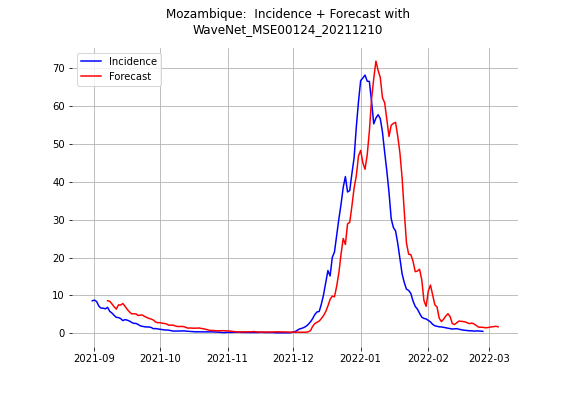 Mozambique:  Incidence + Forecast with
WaveNet_MSE00124_20211210
Incidence
Forecast
70
60
50
40
30
20
10
0
2021-09 2021-10 2021-11 2021-12 2022-01 2022-02 2022-03